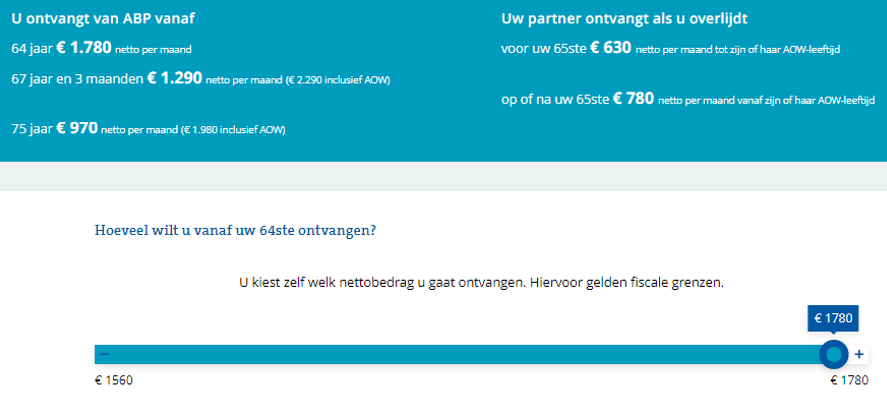 U ontvangt van ABP vanaf
64 jaar € 1.780 netto per maand
67 jaar en 3 maanden € 1.290 netto per maand (€ 2.290 inclusief AOW)
75 jaar € 970 netto per maand (€ 1.980 inclusief AOW)
Uw partner ontvangt als u overlijdt
voor uw 65ste € 630 netto per maand tot zijn of haar AOW-leeftijd
op of na uw 65ste € 780 netto per maand vanaf zijn of haar AOW-leeftijd
Hoeveel wilt u vanaf uw 64ste ontvangen?
U kiest zelf welk nettobedrag u gaat ontvangen. Hiervoor gelden fiscale grenzen.
€ 1780
− +
€ 1560 € 1780